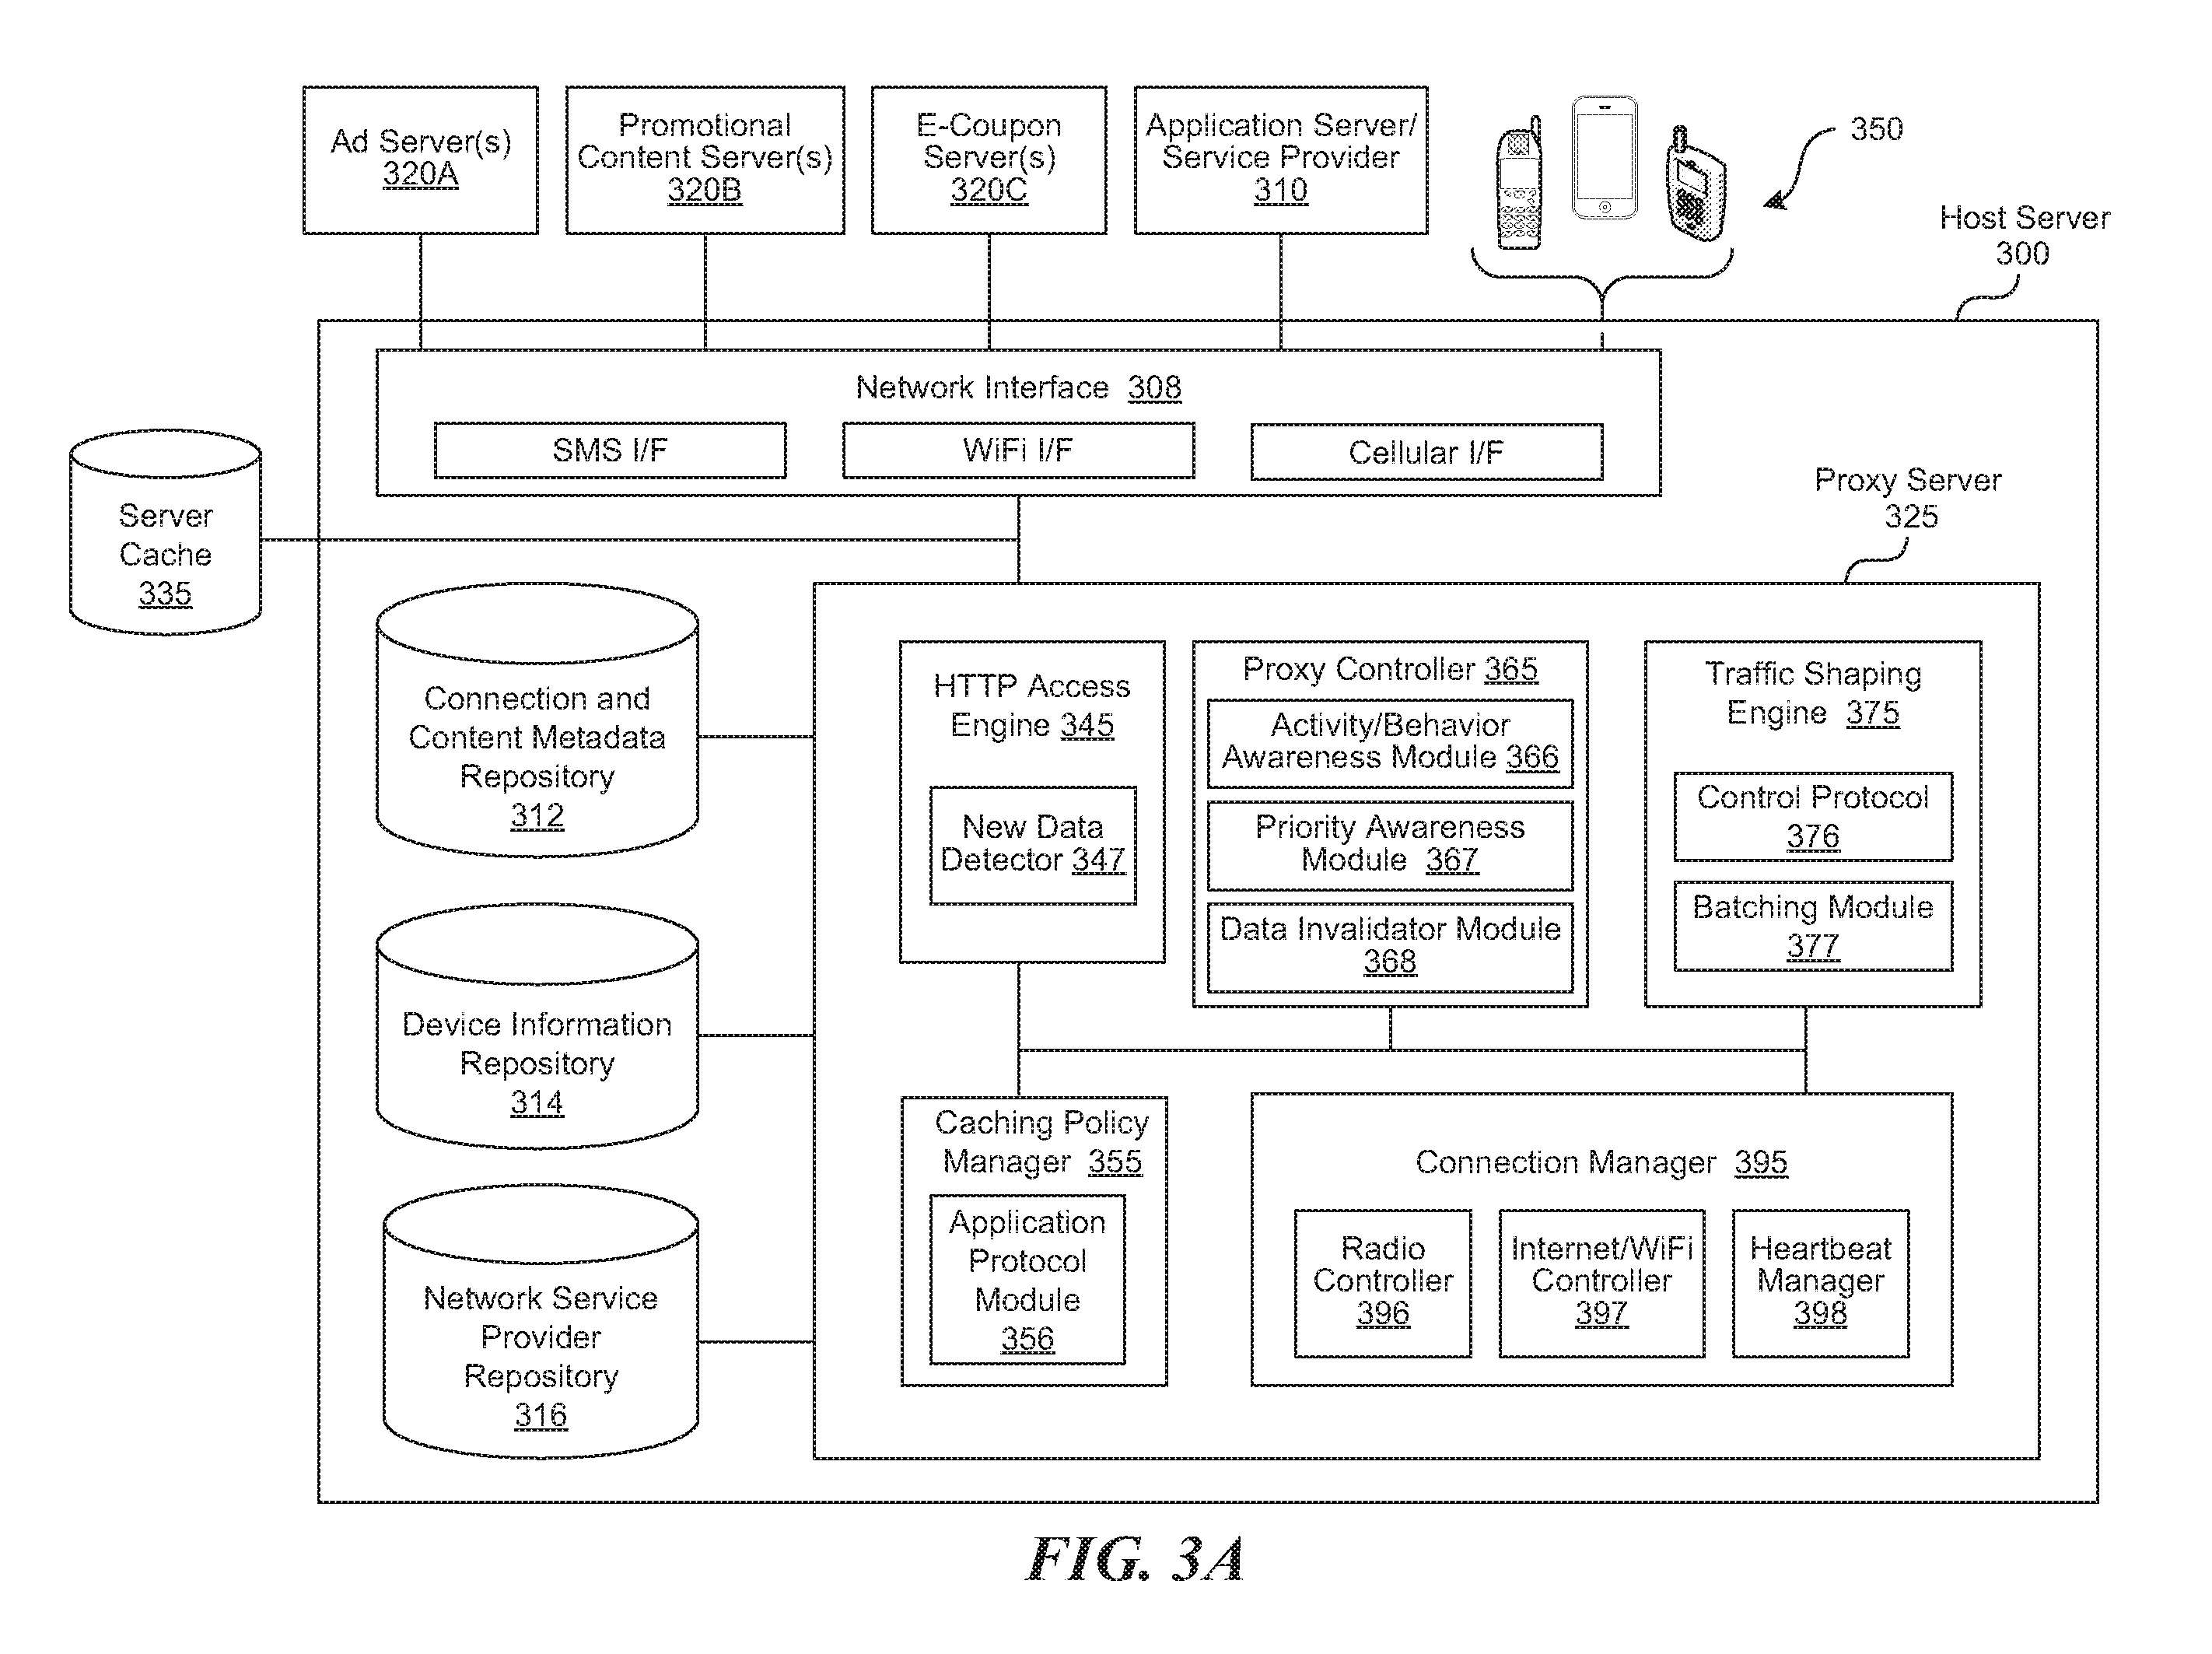 Ad Server(s)
320A
Promotional
Content Server(s)
320B
E-Coupon
Server(s)
320C
Application Server/
Service Provider
310
350
Host Server
300
Network Interface 308
SMS I/F
WiFi I/F
Cellular I/F
Server
Cache
335
Proxy Server
325
Connection and
Content Metadata
Repository
312
Device Information
Repository
314
Network Service
Provider
Repository
316
HTTP Access
Engine 345
New Data
Detector 347
Proxy Controller 365
Activity/Behavior
Awareness Module 366
Priority Awareness
Module 367
Data Invalidator Module
368
Traffic Shaping
Engine 375
Control Protocol
376
Batching Module
377
Caching Policy
Manager 355
Application
Protocol
Module
356
Connection Manager 395
Radio
Controller
396
Internet/WiFi
Controller
397
Heartbeat
Manager
398
FIG. 3A